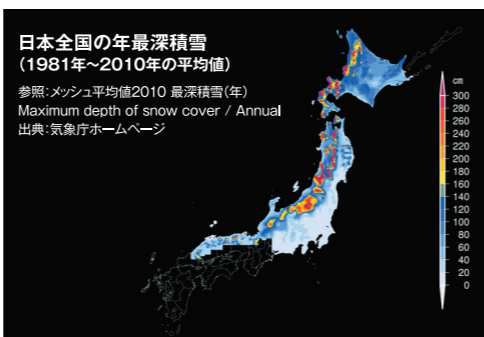 日本全国の年最深積雪
（1981年～2010年の平均値）
参照：メッシュ平均値2010 最深積雪（年）
Maximum depth of snow cover / Annual
出典：気象庁ホームページ
cm
300
280
260
240
220
200
180
160
140
120
100
80
60
40
20
0